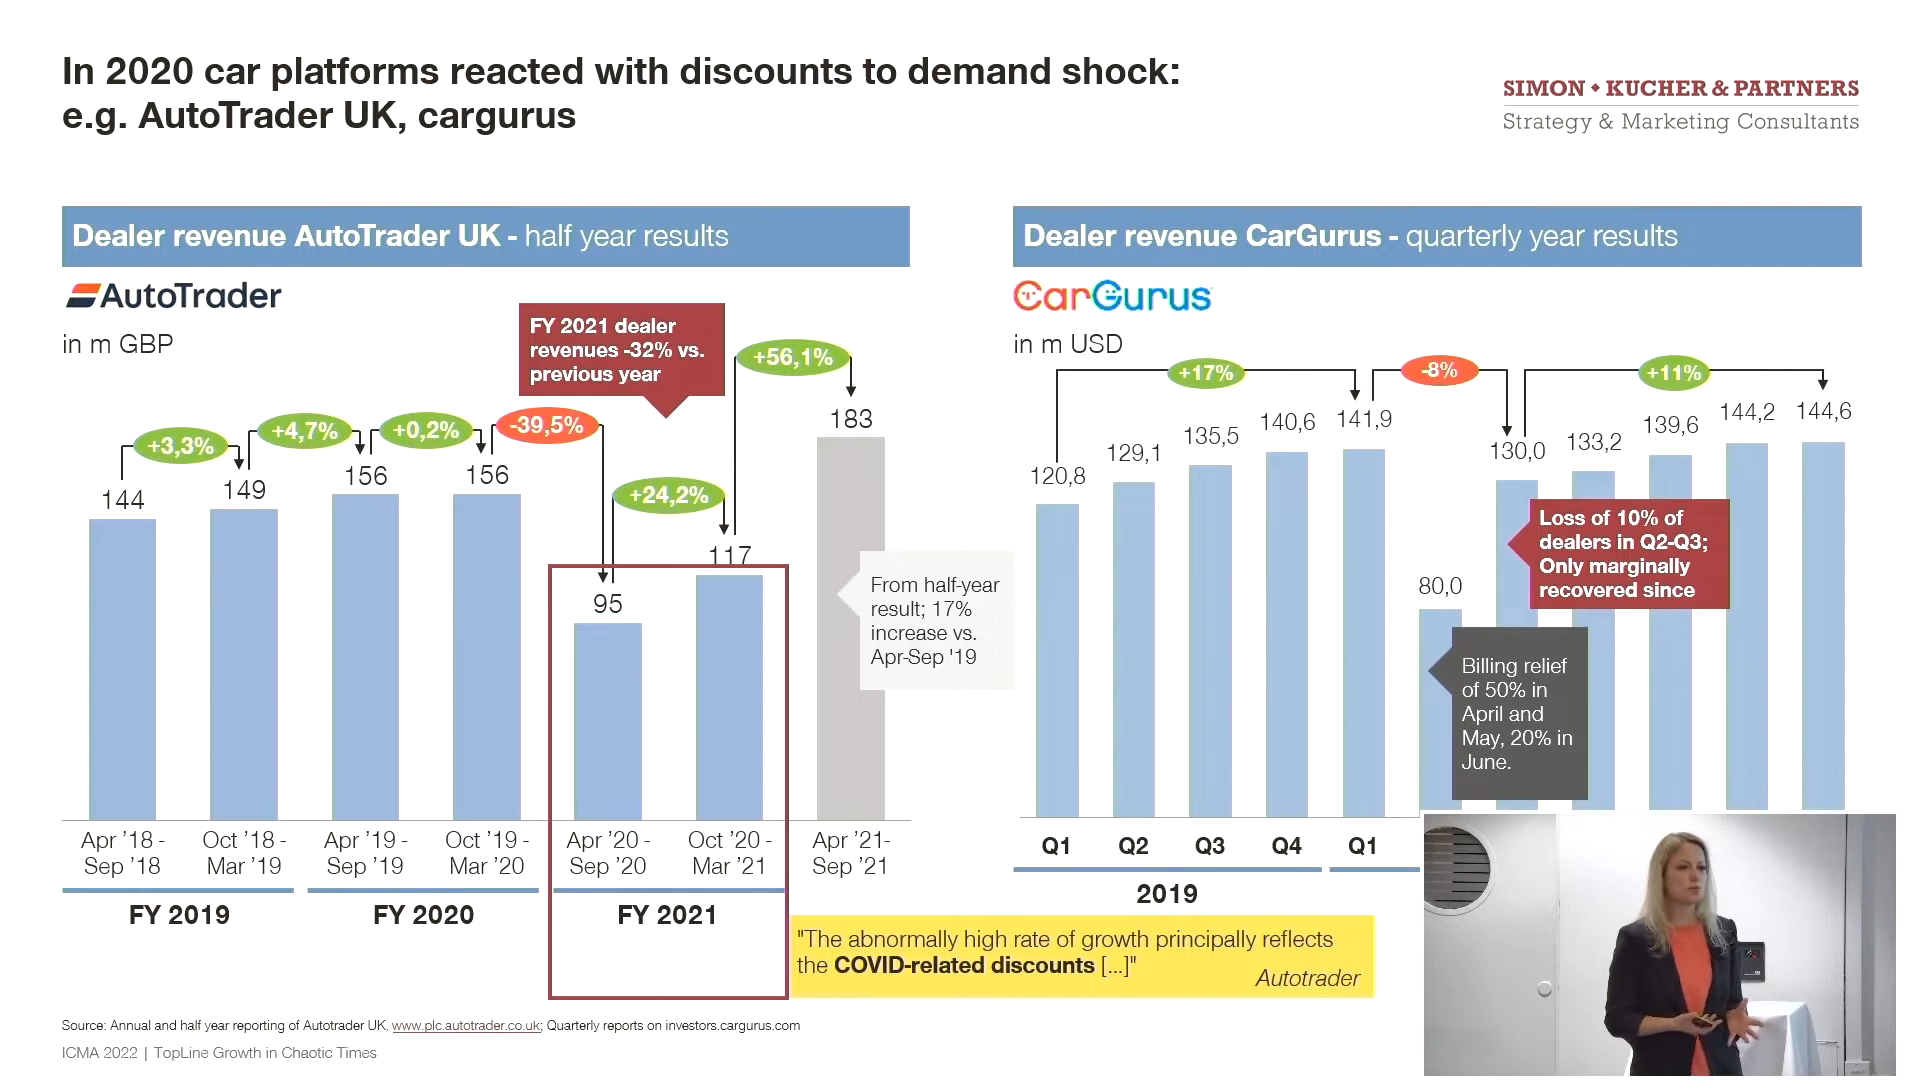 In 2020 car platforms reacted with discounts to demand shock:
e.g. AutoTrader UK, cargurus
SIMON • KUCHER & PARTNERS
Strategy & Marketing Consultants
Dealer revenue AutoTrader UK - half year results
AutoTrader
in m GBP
FY 2021 dealer
revenues -32% vs.
previous year
+3,3%
+4,7%
+0,2%
-39,5%
+24,2%
+56,1%
144
149
156
156
95
117
183
From half-year
result; 17%
increase vs.
Apr-Sep '19
Apr ’18 -
Sep ’18
Oct ’18 -
Mar ’19
Apr ’19 -
Sep ’19
Oct ’19 -
Mar ’20
Apr ’20 -
Sep ’20
Oct ’20 -
Mar ’21
Apr ’21-
Sep ’21
FY 2019
FY 2020
FY 2021
Dealer revenue CarGurus - quarterly year results
CarGurus
in m USD
+17%
-8%
+11%
120,8
129,1
135,5
140,6
141,9
80,0
130,0
133,2
139,6
144,2
144,6
Loss of 10% of
dealers in Q2-Q3;
Only marginally
recovered since
Billing relief
of 50% in
April and
May, 20% in
June.
Q1
Q2
Q3
Q4
Q1
2019
"The abnormally high rate of growth principally reflects
the COVID-related discounts [...]"
Autotrader
Source: Annual and half year reporting of Autotrader UK, www.plc.autotrader.co.uk; Quarterly reports on investors.cargurus.com
ICMA 2022 | TopLine Growth in Chaotic Times